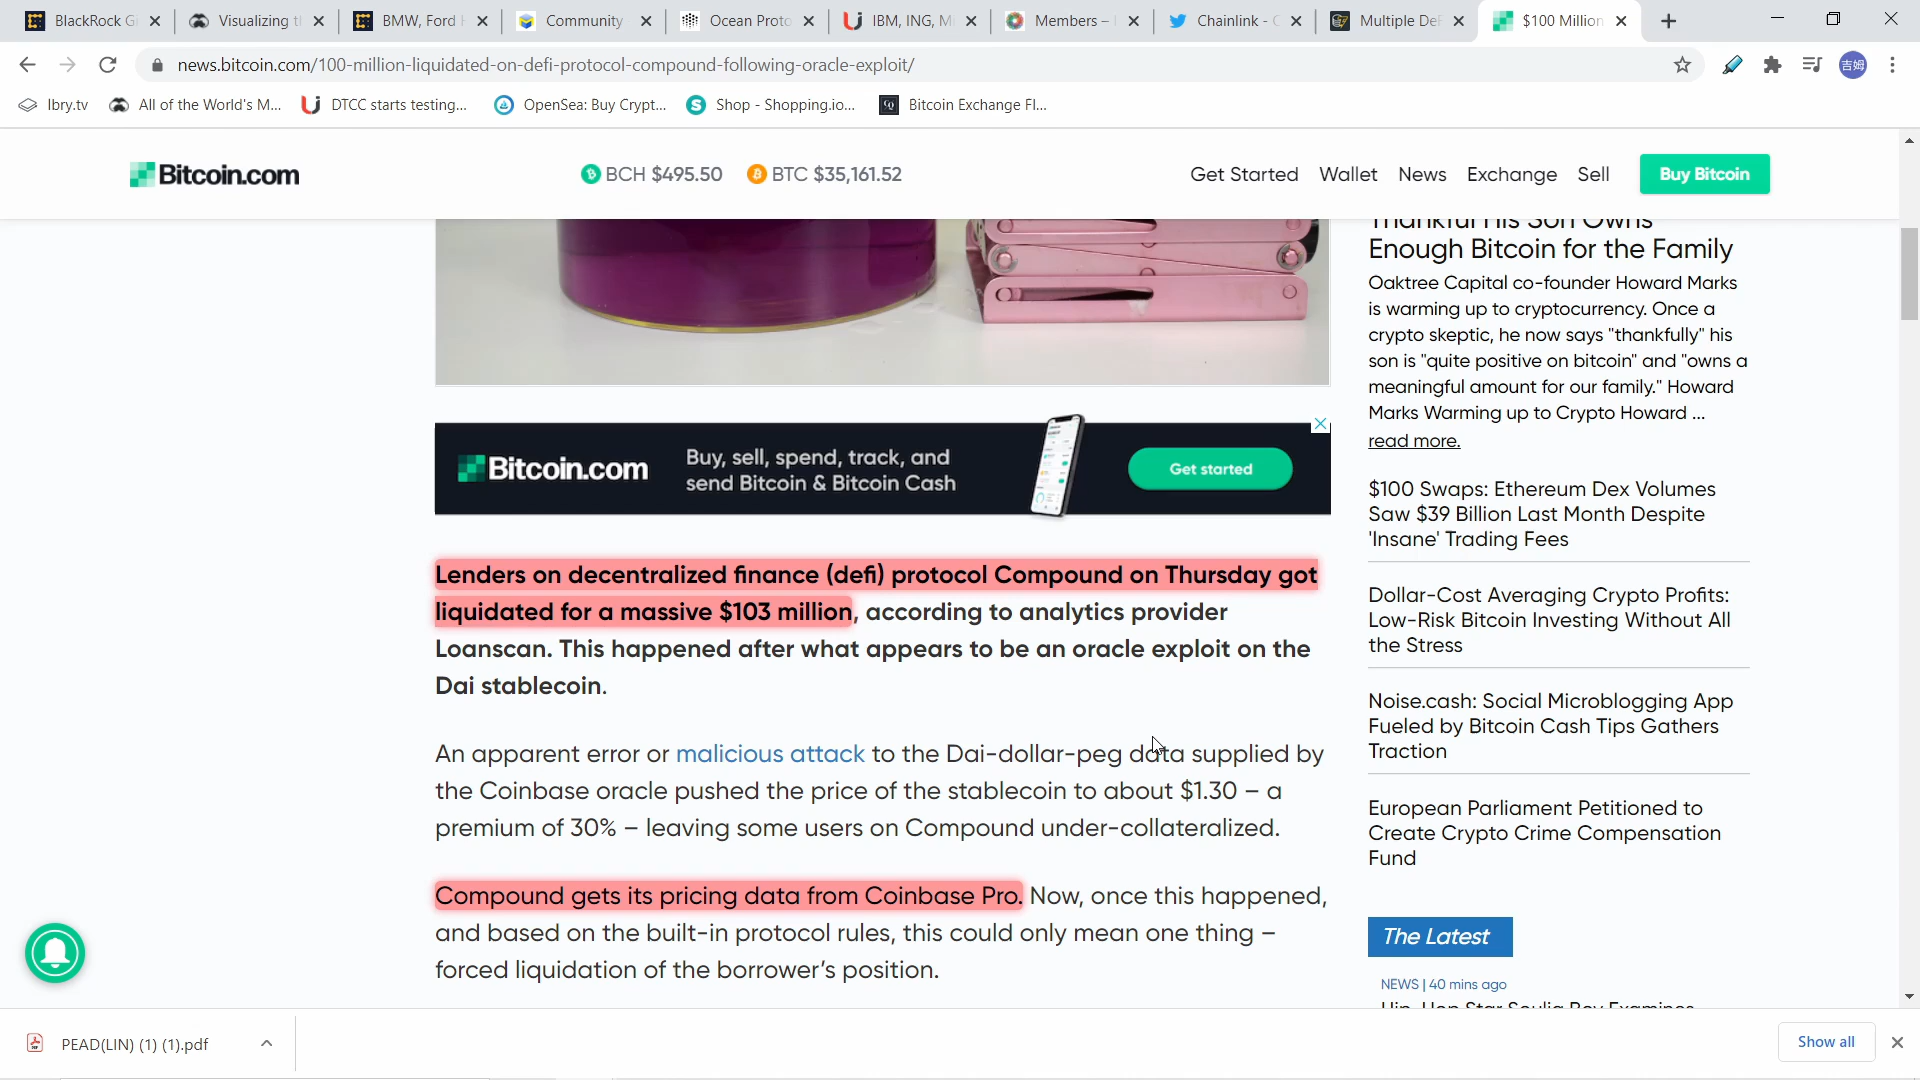 BlackRock G
Visualizing t
BMW, Ford
Community
Ocean Proto
IBM, ING, M
Members –
Chainlink -
Multiple DeF
$100 Million
news.bitcoin.com/100-million-liquidated-on-defi-protocol-compound-following-oracle-exploit/
吉姆
lbry.tv
All of the World's M...
DTCC starts testing...
OpenSea: Buy Crypt...
Shop - Shopping.io...
Bitcoin Exchange Fl...
Bitcoin.com
BCH $495.50
BTC $35,161.52
Get Started
Wallet
News
Exchange
Sell
Buy Bitcoin
Bitcoin.com
Buy, sell, spend, track, and
send Bitcoin & Bitcoin Cash
Get started
Lenders on decentralized finance (defi) protocol Compound on Thursday got
liquidated for a massive $103 million, according to analytics provider
Loanscan. This happened after what appears to be an oracle exploit on the
Dai stablecoin.
An apparent error or malicious attack to the Dai-dollar-peg data supplied by
the Coinbase oracle pushed the price of the stablecoin to about $1.30 – a
premium of 30% – leaving some users on Compound under-collateralized.
Compound gets its pricing data from Coinbase Pro. Now, once this happened,
and based on the built-in protocol rules, this could only mean one thing –
forced liquidation of the borrower's position.
Thankful His Son Owns
Enough Bitcoin for the Family
Oaktree Capital co-founder Howard Marks
is warming up to cryptocurrency. Once a
crypto skeptic, he now says "thankfully" his
son is "quite positive on bitcoin" and "owns a
meaningful amount for our family." Howard
Marks Warming up to Crypto Howard ...
read more.
$100 Swaps: Ethereum Dex Volumes
Saw $39 Billion Last Month Despite
'Insane' Trading Fees
Dollar-Cost Averaging Crypto Profits:
Low-Risk Bitcoin Investing Without All
the Stress
Noise.cash: Social Microblogging App
Fueled by Bitcoin Cash Tips Gathers
Traction
European Parliament Petitioned to
Create Crypto Crime Compensation
Fund
The Latest
NEWS | 40 mins ago
Hip-Hop Star Soulja Boy Examines
PEAD(LIN) (1) (1).pdf
Show all